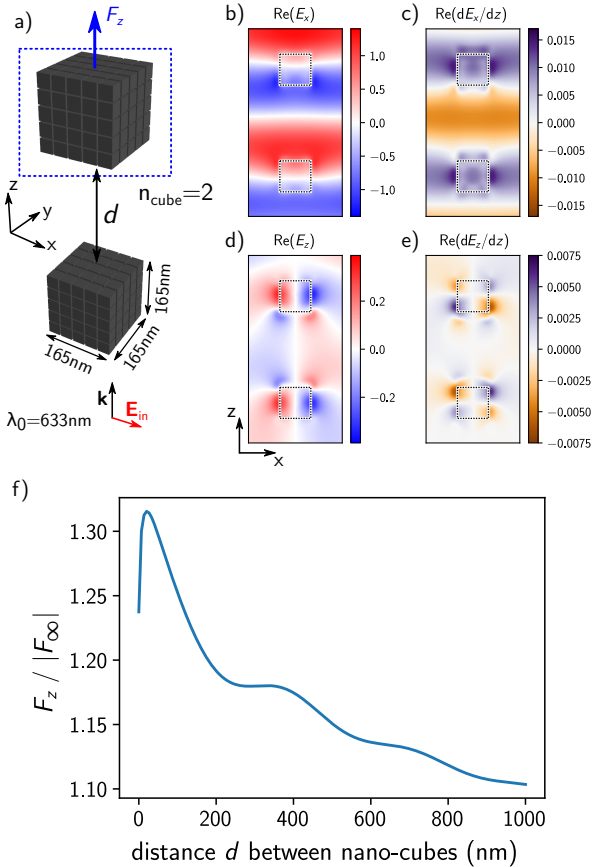 a)
F_z
n_cube=2
z
y
x
d
165nm
165nm
165nm
k
E_in
λ_0=633nm
b)
Re(E_x)
1.0
0.5
0.0
−0.5
−1.0
c)
Re(dE_x/dz)
0.015
0.010
0.005
0.000
−0.005
−0.010
−0.015
d)
Re(E_z)
0.2
0.0
−0.2
z
x
e)
Re(dE_z/dz)
0.0075
0.0050
0.0025
0.0000
−0.0025
−0.0050
−0.0075
f)
F_z / |F_∞|
1.30
1.25
1.20
1.15
1.10
0 200 400 600 800 1000
distance d between nano-cubes (nm)